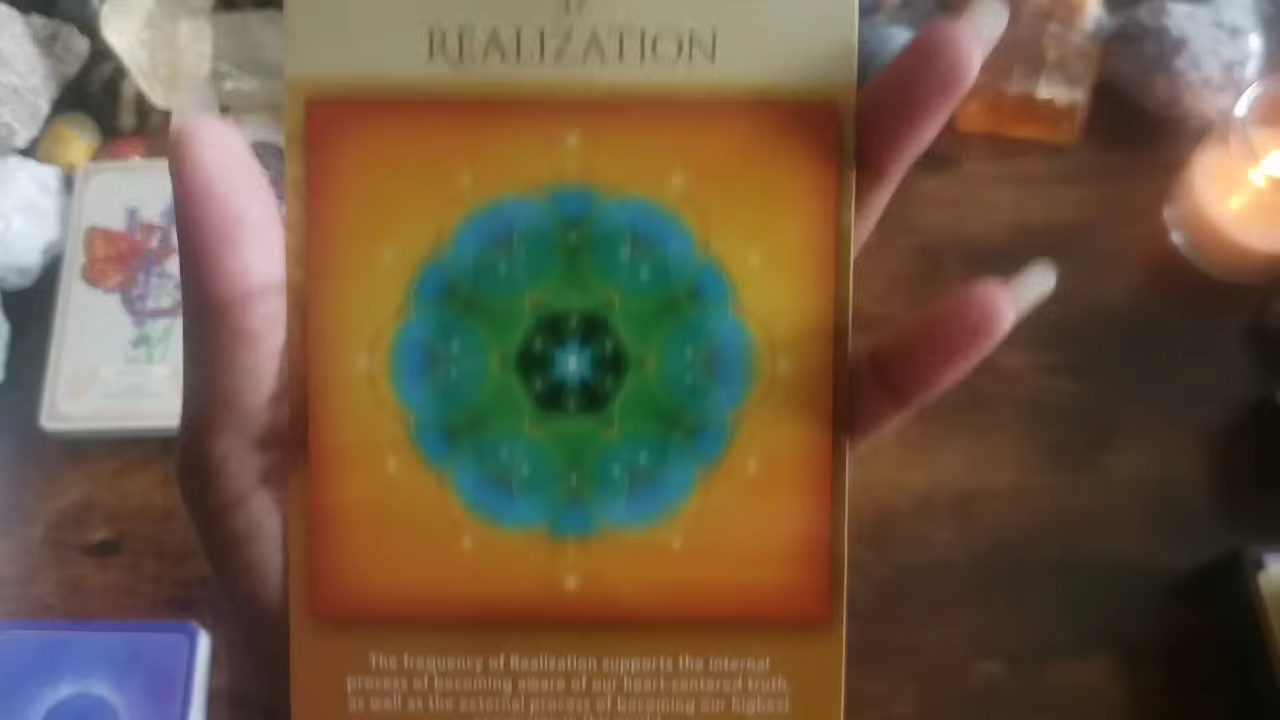 REALIZATION
The frequency of Realization supports the internal
process of becoming aware of our heart-centered truth,
as well as the external process of becoming our highest